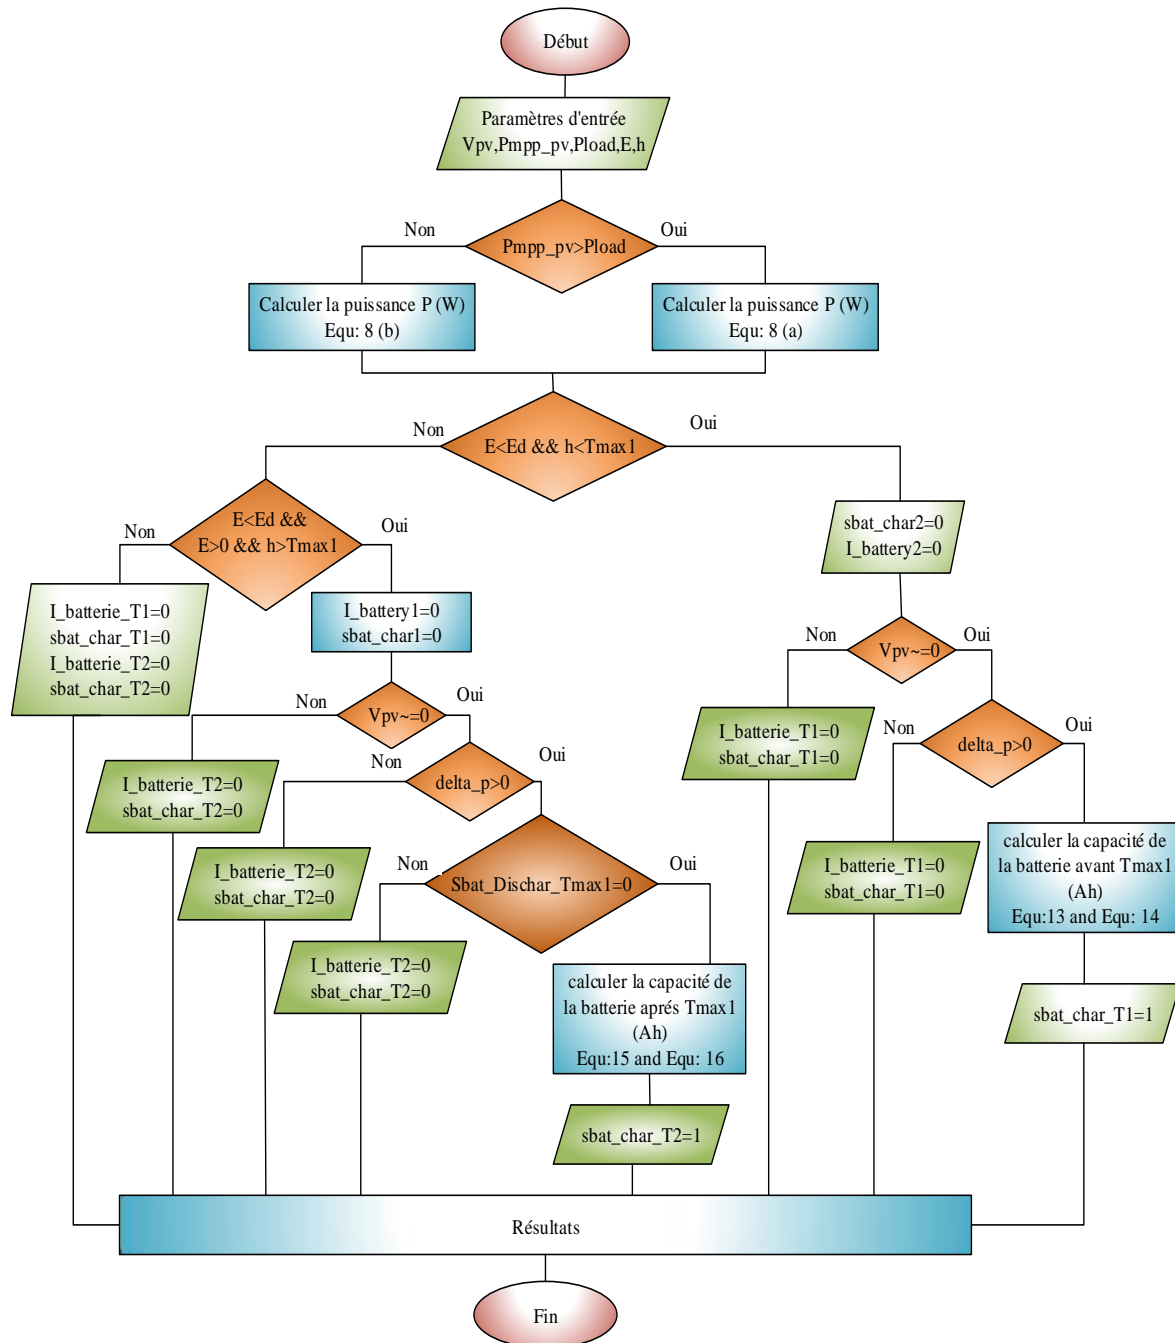 Début
Paramètres d'entrée
Vpv,Pmpp_pv,Pload,E,h
Non
Oui
Pmpp_pv>Pload
Calculer la puissance P (W)
Equ: 8 (b)
Calculer la puissance P (W)
Equ: 8 (a)
Non
Oui
E<Ed && h<Tmax1
Non
E<Ed &&
E>0 && h>Tmax1
Oui
sbat_char2=0
I_battery2=0
I_batterie_T1=0
sbat_char_T1=0
I_batterie_T2=0
sbat_char_T2=0
I_battery1=0
sbat_char1=0
Non
Vpv~=0
Oui
Non
Vpv~=0
Oui
I_batterie_T1=0
sbat_char_T1=0
Non
delta_p>0
Oui
Non
delta_p>0
Oui
I_batterie_T2=0
sbat_char_T2=0
I_batterie_T2=0
sbat_char_T2=0
Non
Sbat_Dischar_Tmax1=0
Oui
I_batterie_T1=0
sbat_char_T1=0
calculer la capacité de
la batterie avant Tmax1
(Ah)
Equ:13 and Equ: 14
I_batterie_T2=0
sbat_char_T2=0
calculer la capacité de
la batterie aprés Tmax1
(Ah)
Equ:15 and Equ: 16
sbat_char_T1=1
sbat_char_T2=1
Résultats
Fin